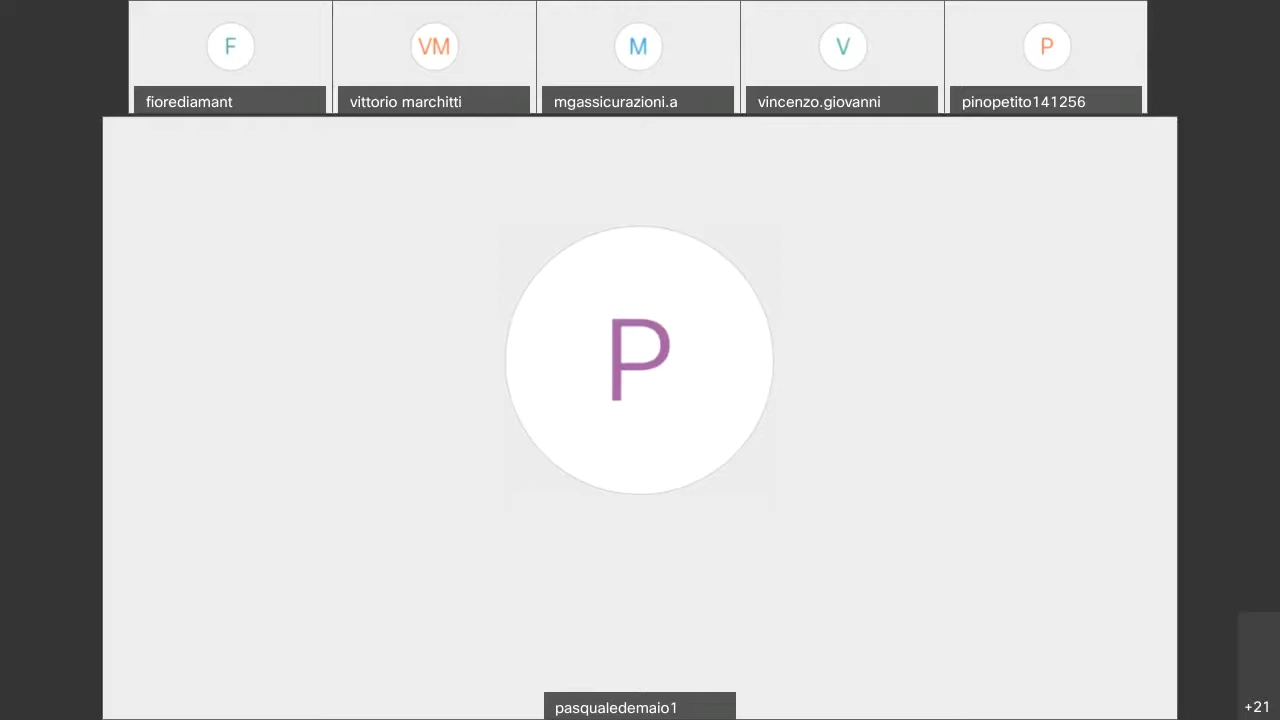 F
VM
M
V
P
fiorediamant
vittorio marchitti
mgassicurazioni.a
vincenzo.giovanni
pinopetito141256
P
pasqualedemaio1
+21